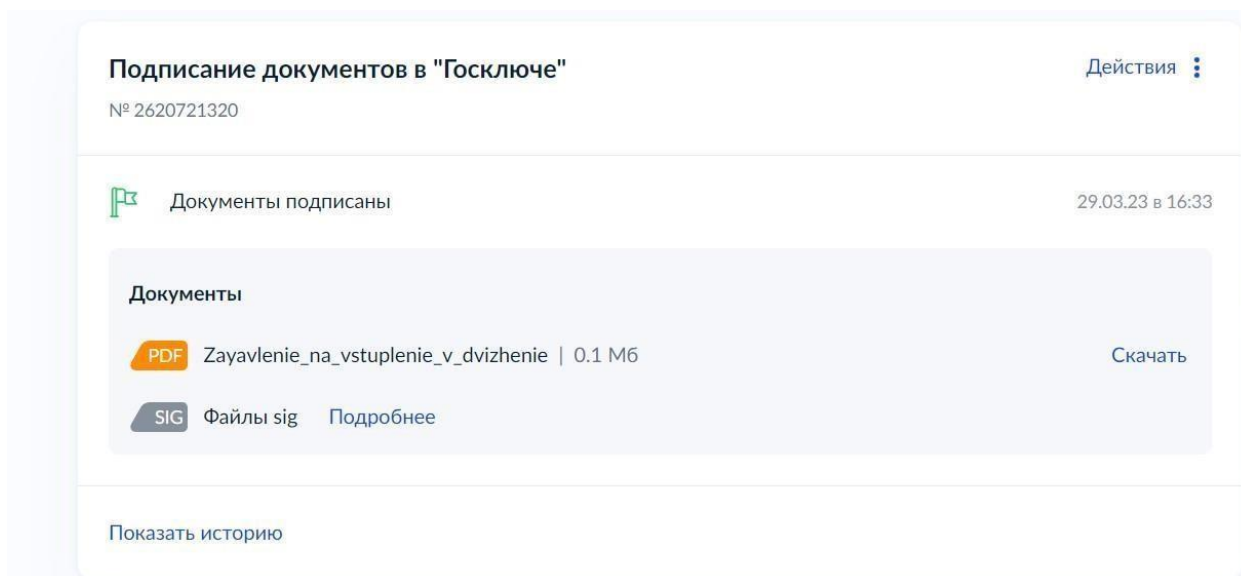 Подписание документов в "Госключе"
Действия
№ 2620721320
Документы подписаны
29.03.23 в 16:33
Документы
PDF Zayavlenie_na_vstuplenie_v_dvizhenie | 0.1 Мб
Скачать
SIG Файлы sig Подробнее
Показать историю